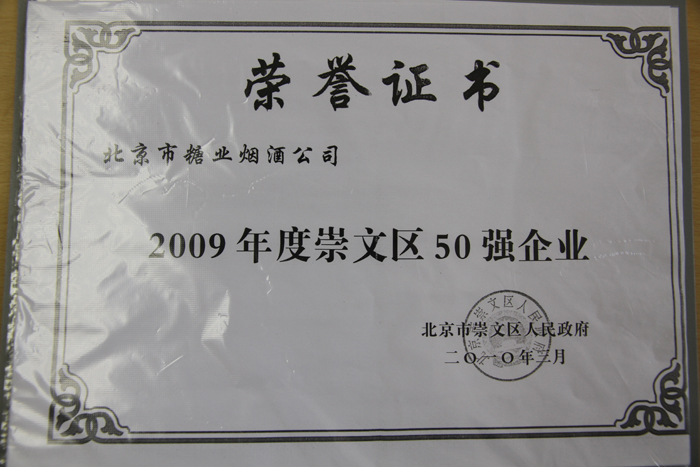 荣誉证书
北京市糖业烟酒公司
2009年度崇文区50强企业
北京市崇文区人民政府
二〇一〇年三月